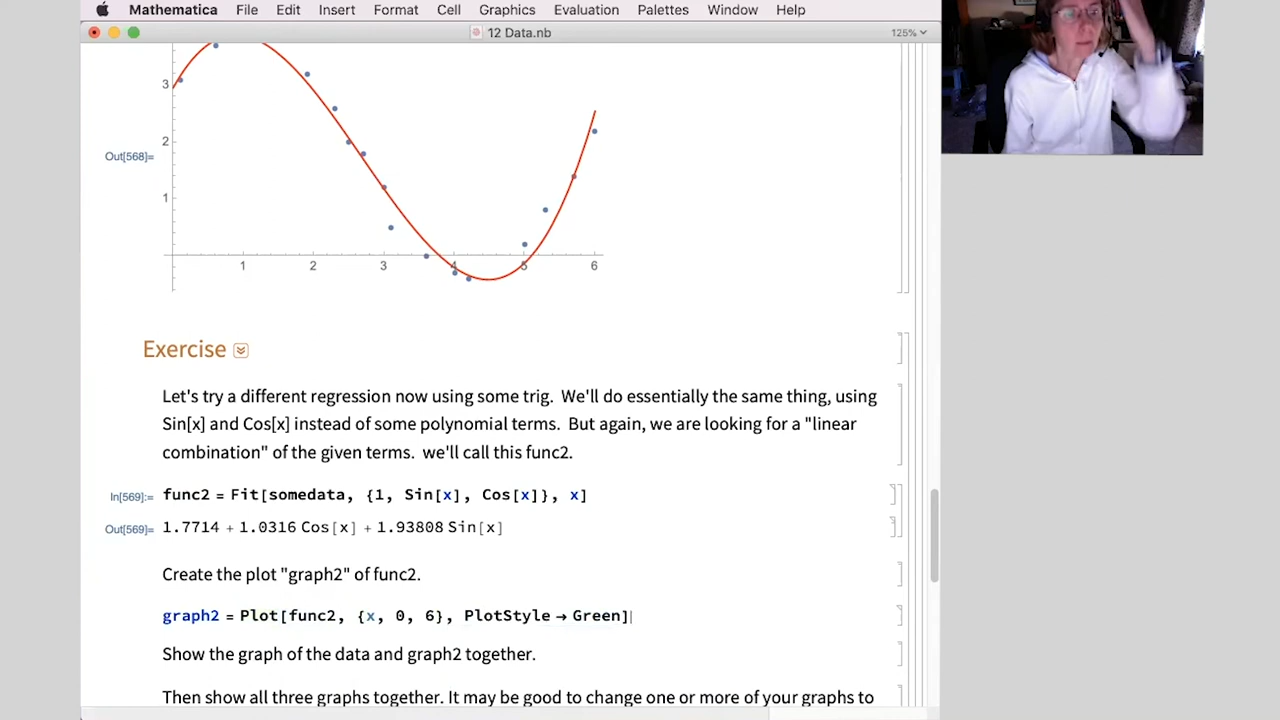 Mathematica File Edit Insert Format Cell Graphics Evaluation Palettes Window Help
12 Data.nb
125%
3
2
1
Out[568]=
1 2 3 4 5 6
Exercise
Let's try a different regression now using some trig. We'll do essentially the same thing, using
Sin[x] and Cos[x] instead of some polynomial terms. But again, we are looking for a "linear
combination" of the given terms. we'll call this func2.
In[569]:= func2 = Fit[somedata, {1, Sin[x], Cos[x]}, x]
Out[569]= 1.7714 + 1.0316 Cos[x] + 1.93808 Sin[x]
Create the plot "graph2" of func2.
graph2 = Plot[func2, {x, 0, 6}, PlotStyle → Green]
Show the graph of the data and graph2 together.
Then show all three graphs together. It may be good to change one or more of your graphs to